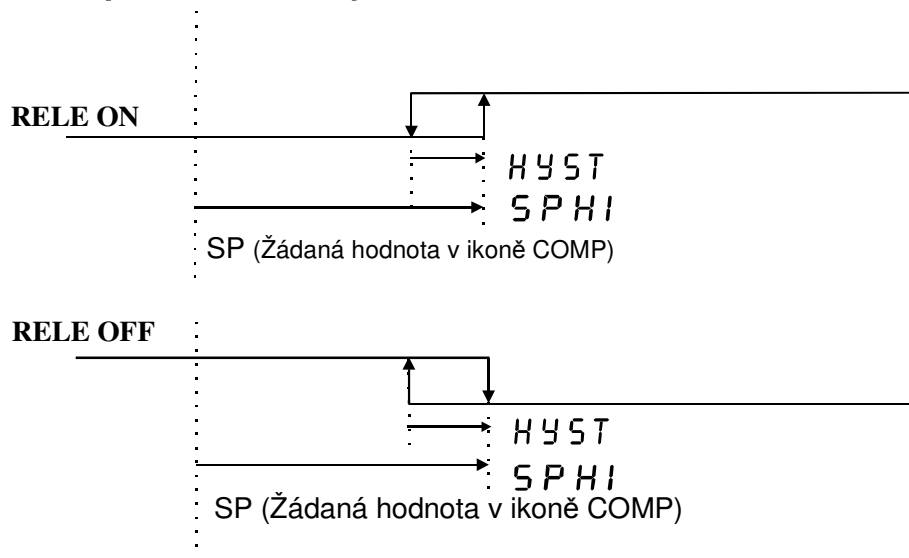 RELE ON
HYST
SPHI
SP (Žádaná hodnota v ikoně COMP)
RELE OFF
HYST
SPHI
SP (Žádaná hodnota v ikoně COMP)